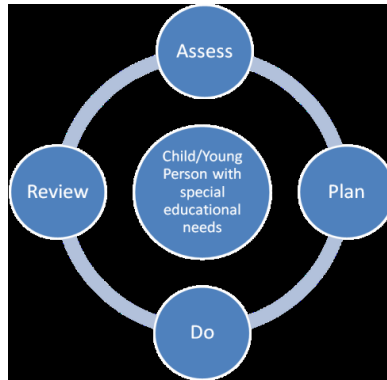 Assess
Child/Young
Person with
special
educational
needs
Review
Plan
Do